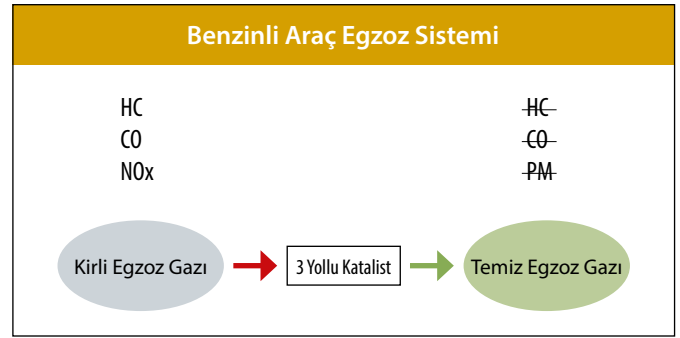 Benzinli Araç Egzoz Sistemi
HC HC
CO CO
NOx PM
Kirli Egzoz Gazı 3 Yollu Katalist Temiz Egzoz Gazı